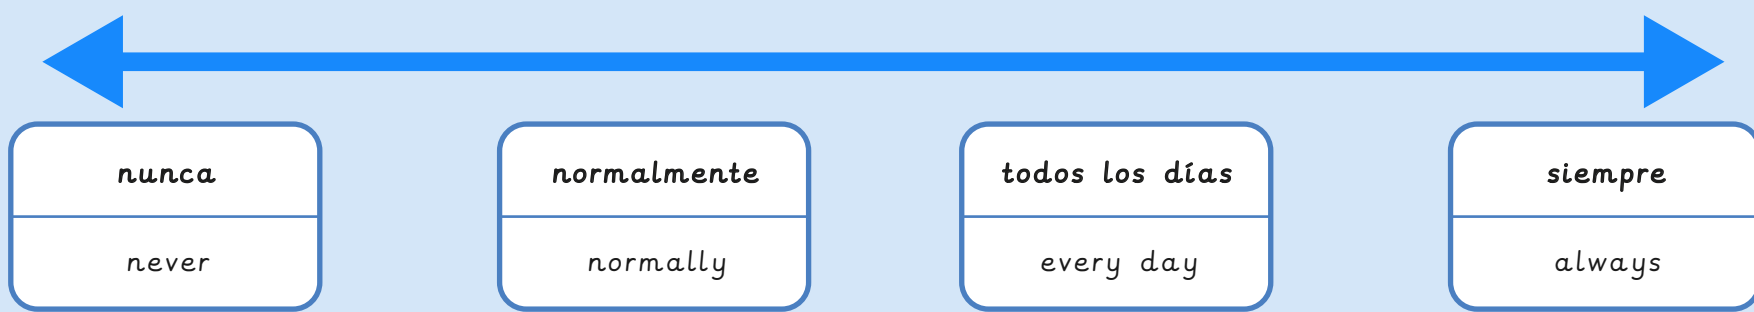 nunca
never
normalmente
normally
todos los días
every day
siempre
always